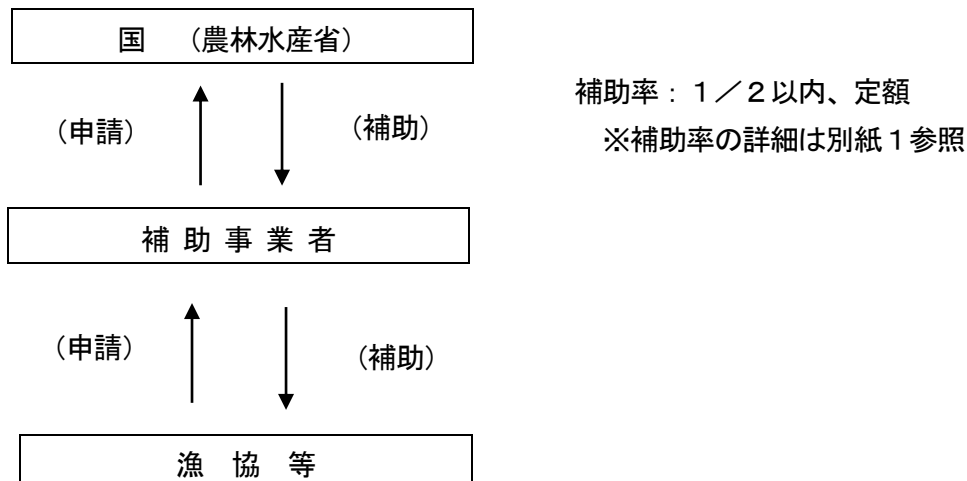 国　（農林水産省）
（申請）
（補助）
補助率：１／２以内、定額
※補助率の詳細は別紙１参照
補 助 事 業 者
（申請）
（補助）
漁　協　等